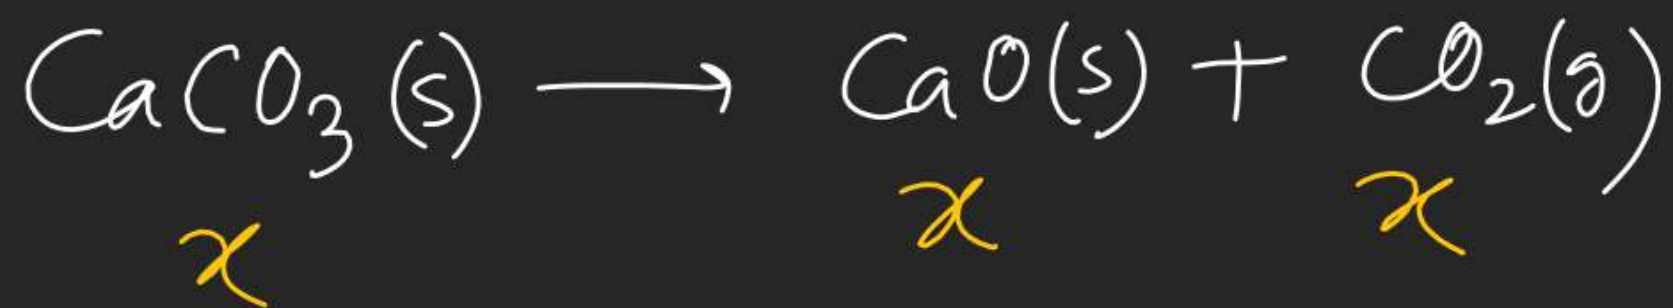 CaCO₃(s) ⟶ CaO(s) + CO₂(g)
x x x